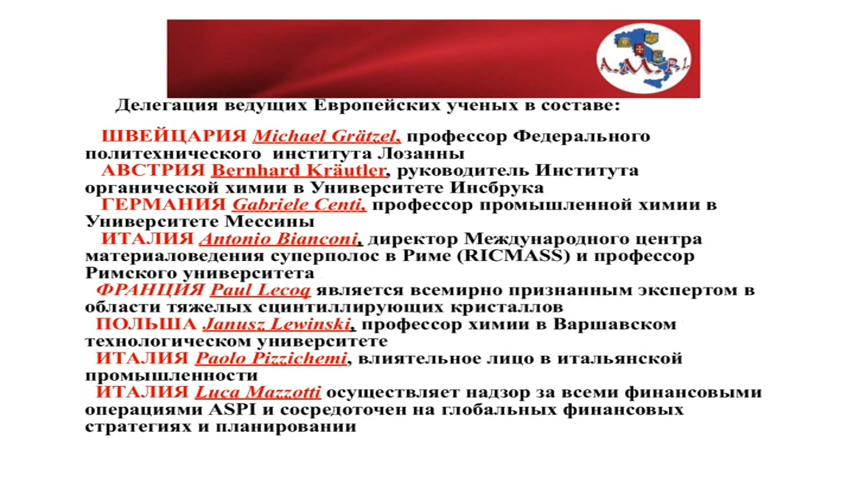 A.M.B.I.
Делегация ведущих Европейских ученых в составе:
ШВЕЙЦАРИЯ Michael Grätzel, профессор Федерального
политехнического института Лозанны
АВСТРИЯ Bernhard Kräutler, руководитель Института
органической химии в Университете Инсбрука
ГЕРМАНИЯ Gabriele Centi, профессор промышленной химии в
Университете Мессины
ИТАЛИЯ Antonio Bianconi, директор Международного центра
материаловедения суперполос в Риме (RICMASS) и профессор
Римского университета
ФРАНЦИЯ Paul Lecoq является всемирно признанным экспертом в
области тяжелых сцинтиллирующих кристаллов
ПОЛЬША Janusz Lewinski, профессор химии в Варшавском
технологическом университете
ИТАЛИЯ Paolo Pizzichemi, влиятельное лицо в итальянской
промышленности
ИТАЛИЯ Luca Mazzotti осуществляет надзор за всеми финансовыми
операциями ASPI и сосредоточен на глобальных финансовых
стратегиях и планировании